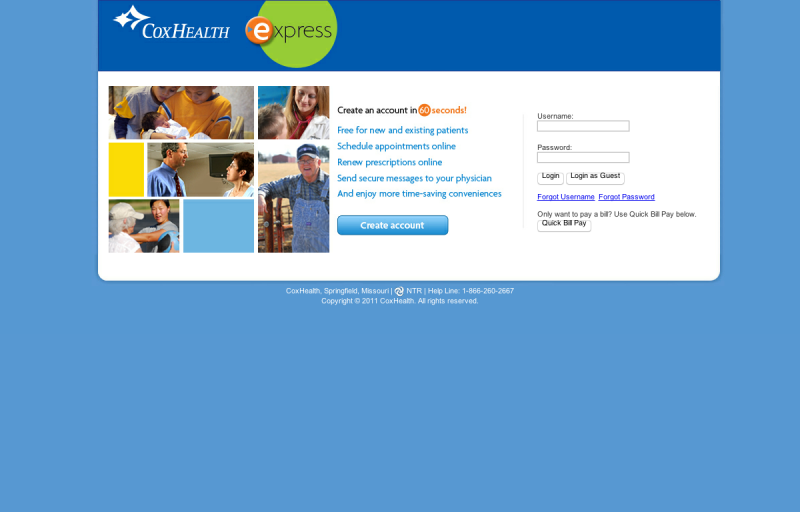 CoxHealth express
Create an account in 60 seconds!
Free for new and existing patients
Schedule appointments online
Renew prescriptions online
Send secure messages to your physician
And enjoy more time-saving conveniences
Create account
Username:
Password:
Login Login as Guest
Forgot Username Forgot Password
Only want to pay a bill? Use Quick Bill Pay below.
Quick Bill Pay
CoxHealth, Springfield, Missouri | NTR | Help Line: 1-866-260-2667
Copyright © 2011 CoxHealth. All rights reserved.